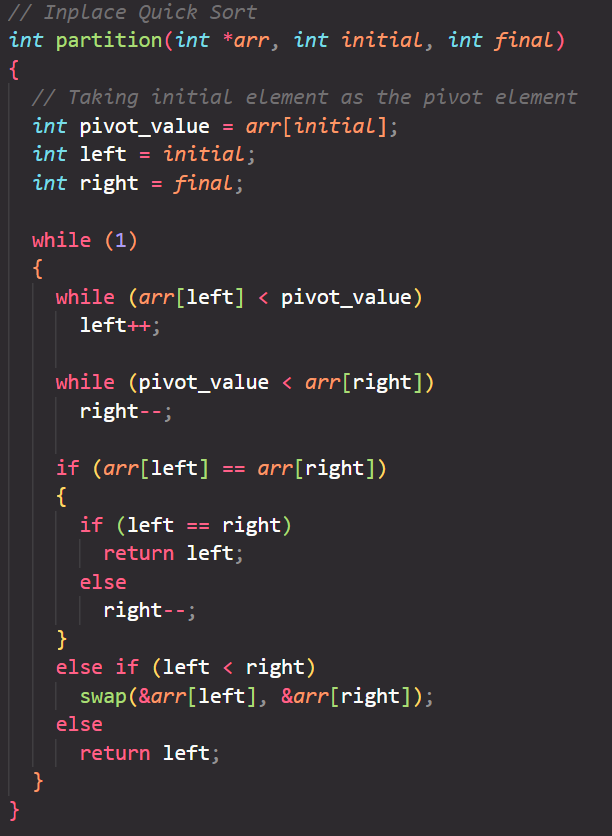 // Inplace Quick Sort
int partition(int *arr, int initial, int final)
{
  // Taking initial element as the pivot element
  int pivot_value = arr[initial];
  int left = initial;
  int right = final;

  while (1)
  {
    while (arr[left] < pivot_value)
      left++;

    while (pivot_value < arr[right])
      right--;

    if (arr[left] == arr[right])
    {
      if (left == right)
        return left;
      else
        right--;
    }
    else if (left < right)
      swap(&arr[left], &arr[right]);
    else
      return left;
  }
}